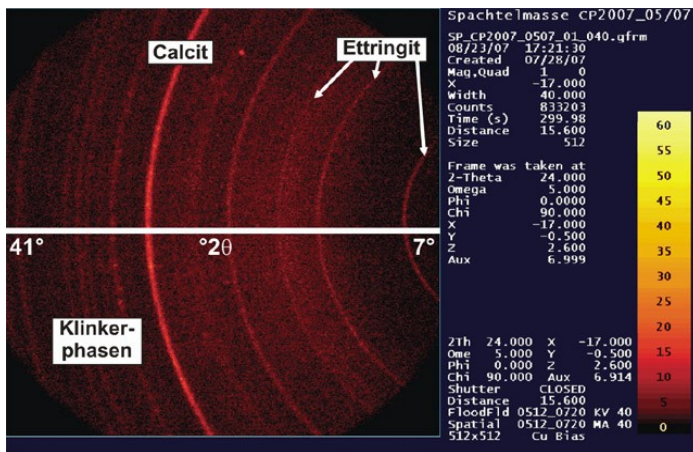 Calcit
Ettringit
41°
°2θ
7°
Klinker-
phasen
Spachtelmasse CP2007_05/07
SP_CP2007_0507_01_040.gfrm
08/23/07 17:21:30
Created 07/28/07
Mag.Quad 1 0
X -17.000
Width 40.000
Counts 833203
Time (s) 299.98
Distance 15.600
Size 512
Frame was taken at
2-Theta 24.000
Omega 5.000
Phi 0.0000
Chi 90.000
X -17.000
Y -0.500
Z 2.600
Aux 6.999
2Th 24.000 X -17.000
Ome 5.000 Y -0.500
Phi 0.000 Z 2.600
Chi 90.000 Aux 6.914
Shutter CLOSED
Distance 15.600
FloodFld 0512_0720 KV 40
Spatial 0512_0720 MA 40
512x512 Cu Bias
60
55
50
45
40
35
30
25
20
15
10
5
0